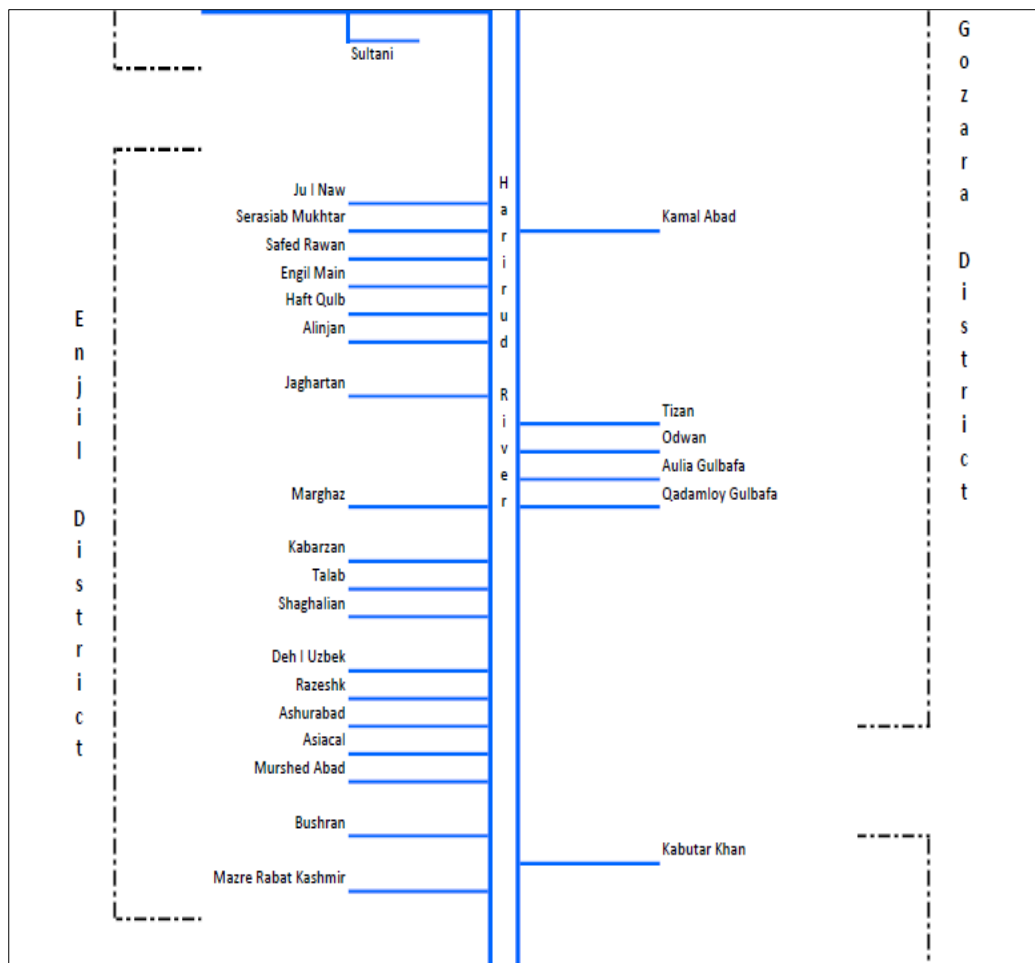 Sultani
Enjil District
Ju I Naw
Serasiab Mukhtar
Safed Rawan
Engil Main
Haft Qulb
Alinjan
Jaghartan
Marghaz
Kabarzan
Talab
Shaghalian
Deh I Uzbek
Razeshk
Ashurabad
Asiacal
Murshed Abad
Bushran
Mazre Rabat Kashmir
Harirud River
Kamal Abad
Tizan
Odwan
Aulia Gulbafa
Qadamloy Gulbafa
Kabutar Khan
Gozara District